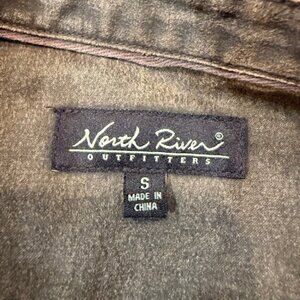 North River®
OUTFITTERS
S
MADE IN
CHINA